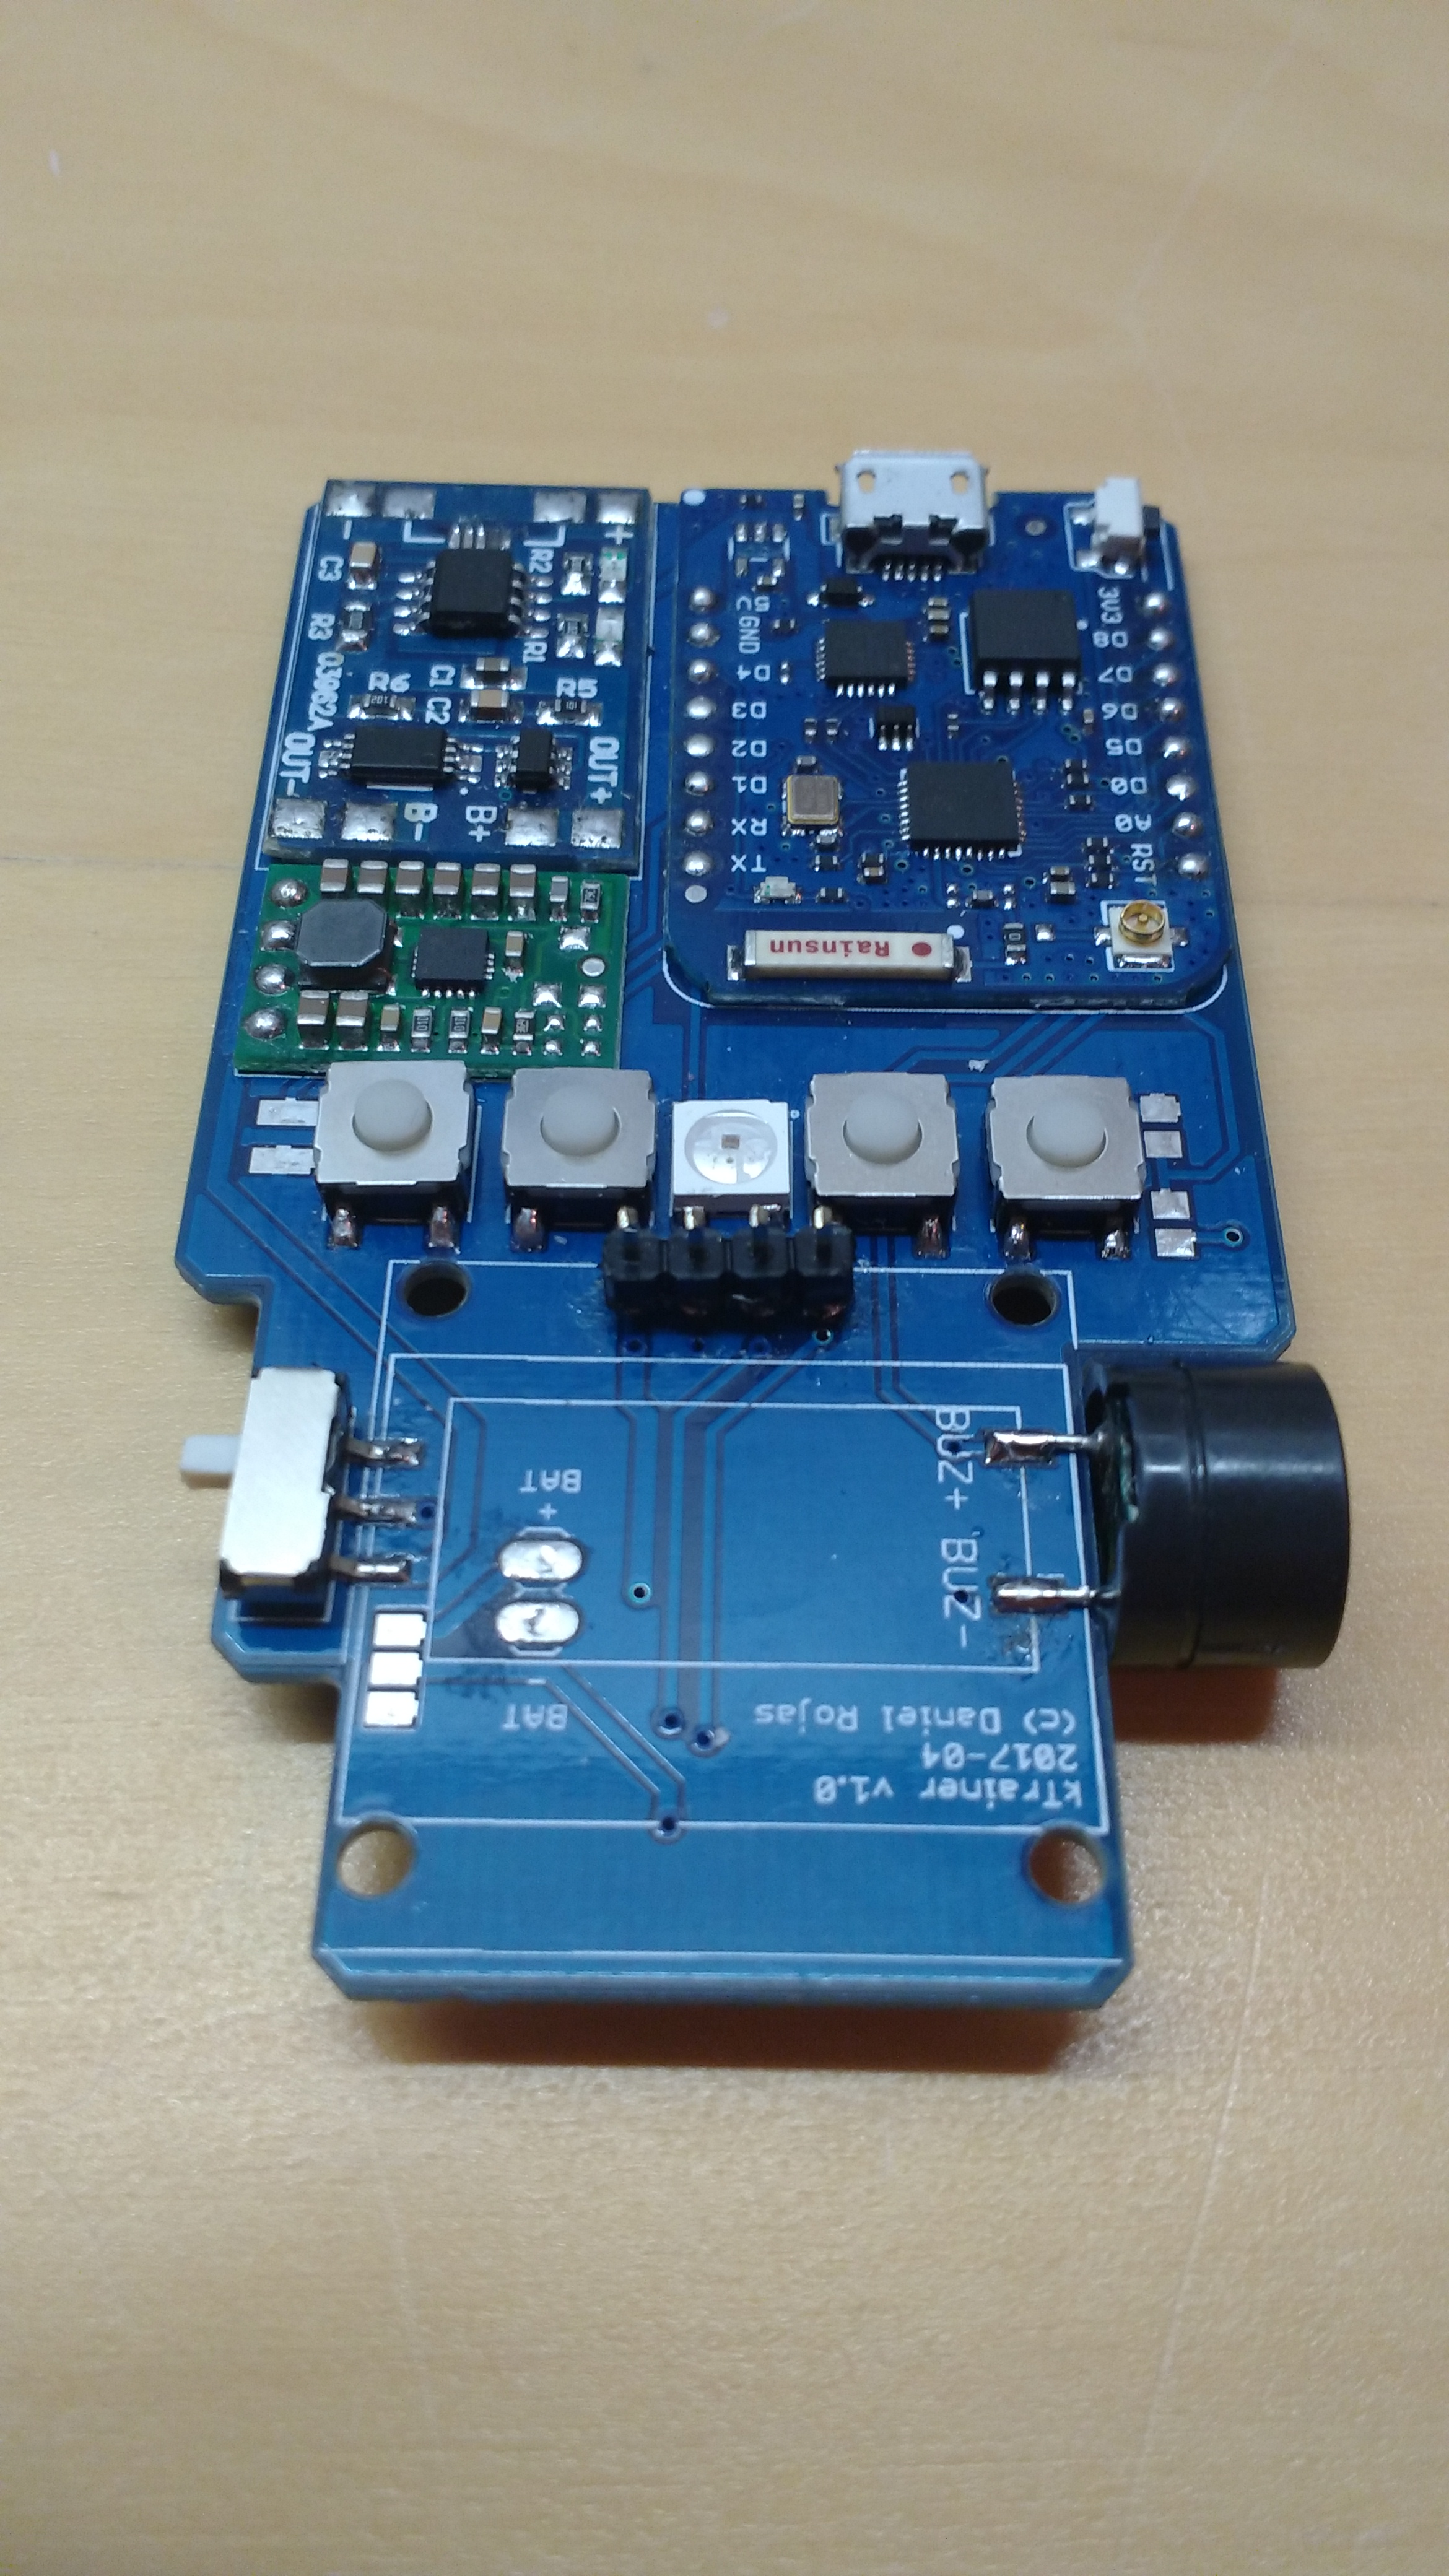 -
+
C3
R2
R3
R1
03962A
R6
C1
C2
R5
OUT-
OUT+
B-
B+
5
GND
D4
D3
D2
D1
RX
TX
3V3
D8
D7
D6
D5
D0
A0
RST
Rainsun
BUZ+ BUZ-
BAT
+
-
BAT
kTrainer v1.0
2017-04
(c) Daniel Rojas